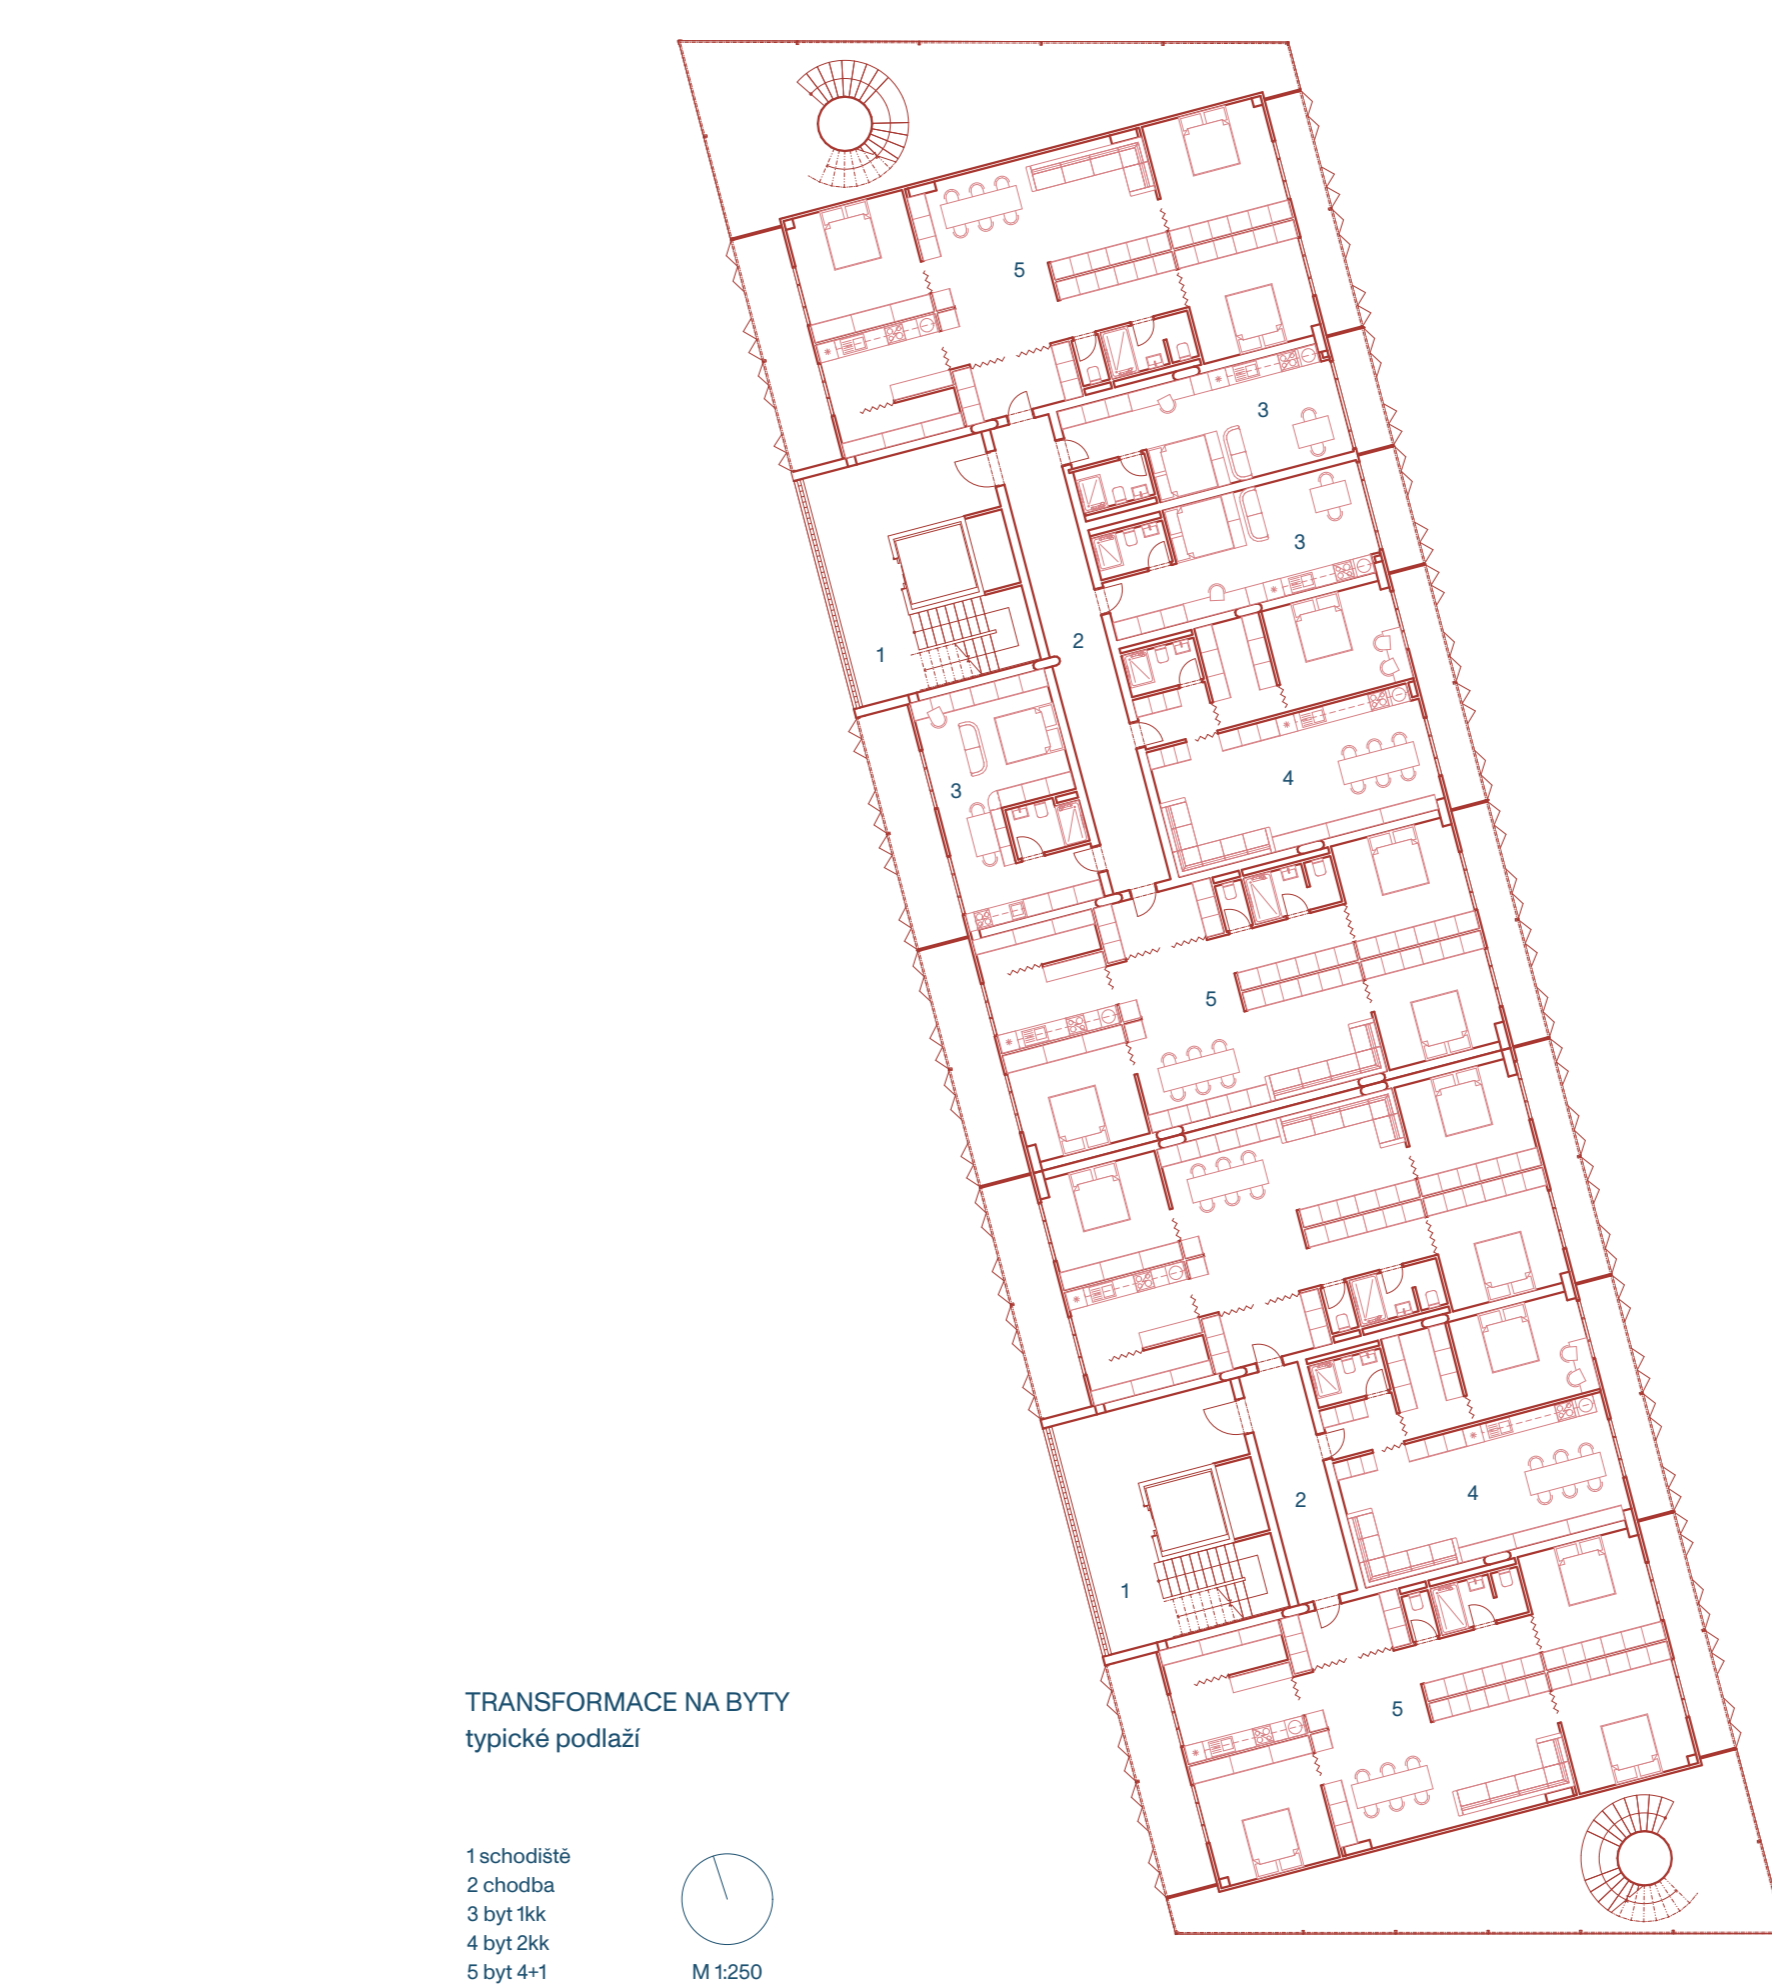 5
3
3
1
2
3
4
5
2
4
1
5
TRANSFORMACE NA BYTY
typické podlaží
1 schodiště
2 chodba
3 byt 1kk
4 byt 2kk
5 byt 4+1
M 1:250